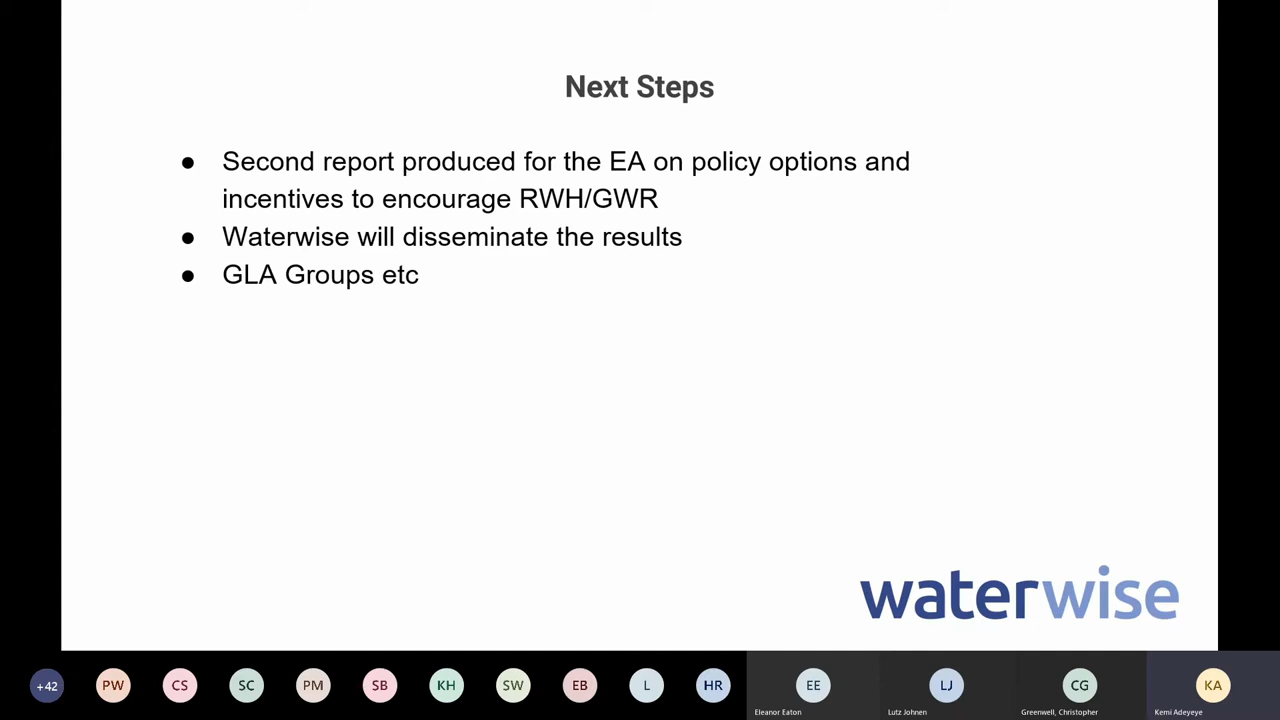 Next Steps
● Second report produced for the EA on policy options and
incentives to encourage RWH/GWR
● Waterwise will disseminate the results
● GLA Groups etc
waterwise
+42 PW CS SC PM SB KH SW EB L HR EE LJ CG KA
Eleanor Eaton Lutz Johnen Greenwell, Christopher Kemi Adeyeye